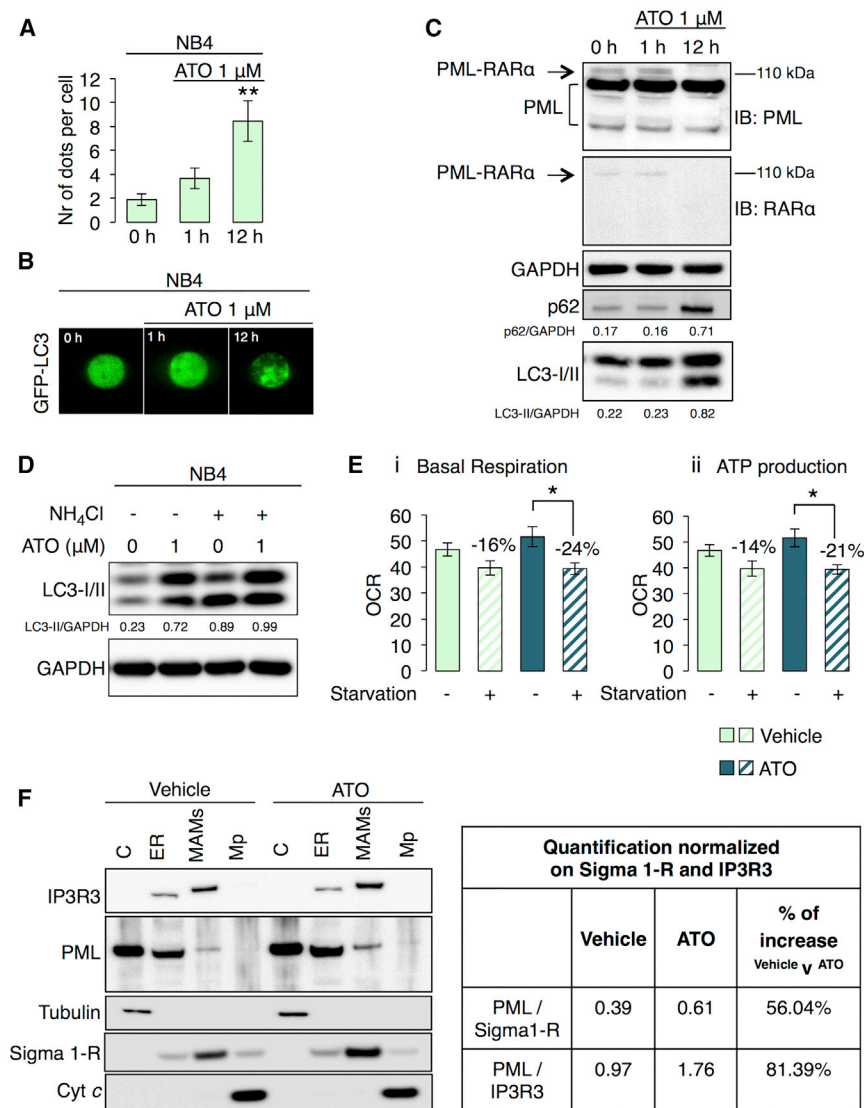 A
NB4
ATO 1 µM
Nr of dots per cell
12
10
8
6
4
2
0
**
0 h 1 h 12 h
B
NB4
ATO 1 µM
GFP-LC3
0 h 1 h 12 h
C
ATO 1 µM
0 h 1 h 12 h
PML-RARα
110 kDa
PML
IB: PML
PML-RARα
110 kDa
IB: RARα
GAPDH
p62
p62/GAPDH 0.17 0.16 0.71
LC3-I/II
LC3-II/GAPDH 0.22 0.23 0.82
D
NB4
NH4Cl - - + +
ATO (µM) 0 1 0 1
LC3-I/II
LC3-II/GAPDH 0.23 0.72 0.89 0.99
GAPDH
E i Basal Respiration
OCR
60
50
40
30
20
10
0
-16% * -24%
Starvation - + - +
ii ATP production
OCR
60
50
40
30
20
10
0
-14% * -21%
Starvation - + - +
Vehicle
ATO
F
Vehicle ATO
C ER MAMs Mp C ER MAMs Mp
IP3R3
PML
Tubulin
Sigma 1-R
Cyt c
Quantification normalized
on Sigma 1-R and IP3R3
Vehicle ATO % of
increase
Vehicle v ATO
PML /
Sigma1-R 0.39 0.61 56.04%
PML /
IP3R3 0.97 1.76 81.39%